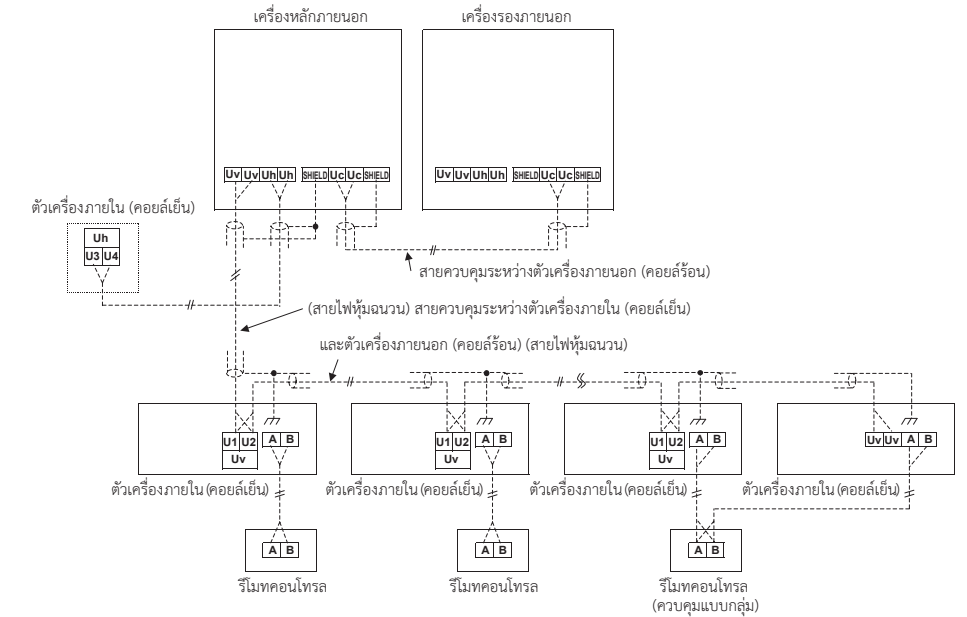 เครื่องหลักภายนอก
เครื่องรองภายนอก
Uv Uv Uh Uh SHIELD Uc Uc SHIELD
Uv Uv Uh Uh SHIELD Uc Uc SHIELD
ตัวเครื่องภายใน (คอยล์เย็น)
Uh
U3 U4
สายควบคุมระหว่างตัวเครื่องภายนอก (คอยล์ร้อน)
(สายไฟหุ้มฉนวน) สายควบคุมระหว่างตัวเครื่องภายใน (คอยล์เย็น)
และตัวเครื่องภายนอก (คอยล์ร้อน) (สายไฟหุ้มฉนวน)
U1 U2 A B
Uv
U1 U2 A B
Uv
U1 U2 A B
Uv
Uv Uv A B
ตัวเครื่องภายใน (คอยล์เย็น)
ตัวเครื่องภายใน (คอยล์เย็น)
ตัวเครื่องภายใน (คอยล์เย็น)
ตัวเครื่องภายใน (คอยล์เย็น)
A B
A B
A B
รีโมทคอนโทรล
รีโมทคอนโทรล
รีโมทคอนโทรล
(ควบคุมแบบกลุ่ม)